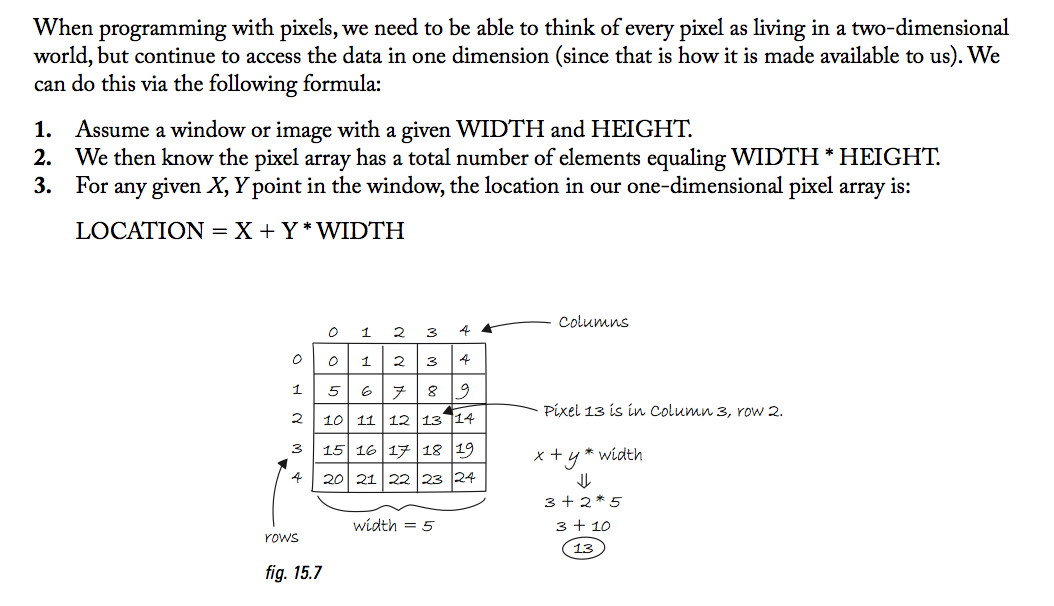 When programming with pixels, we need to be able to think of every pixel as living in a two-dimensional
world, but continue to access the data in one dimension (since that is how it is made available to us). We
can do this via the following formula:
1. Assume a window or image with a given WIDTH and HEIGHT.
2. We then know the pixel array has a total number of elements equaling WIDTH * HEIGHT.
3. For any given X, Y point in the window, the location in our one-dimensional pixel array is:
LOCATION = X + Y * WIDTH
Columns
0 1 2 3 4
0 0 1 2 3 4
1 5 6 7 8 9
2 10 11 12 13 14
3 15 16 17 18 19
4 20 21 22 23 24
width = 5
rows
Pixel 13 is in Column 3, row 2.
x + y * width
⇓
3 + 2 * 5
3 + 10
13
fig. 15.7